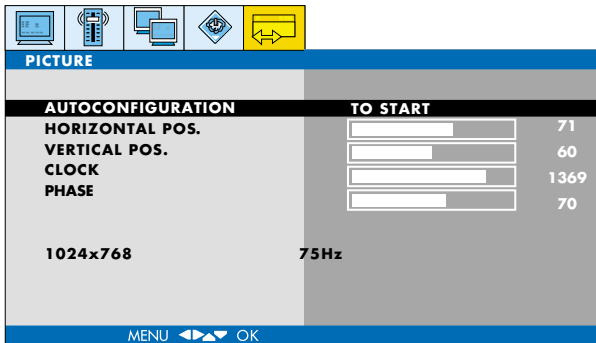 PICTURE
AUTOCONFIGURATION TO START
HORIZONTAL POS. 71
VERTICAL POS. 60
CLOCK 1369
PHASE 70
1024x768 75Hz
MENU ◀▶▲▼ OK